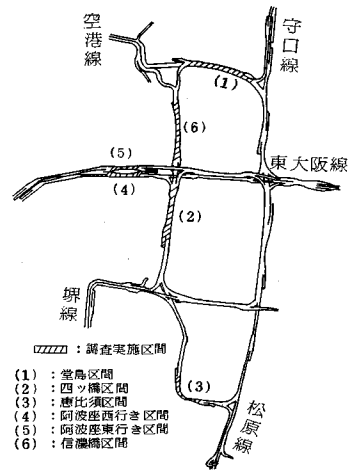 空港線
守口線
(1)
(6)
(5)
東大阪線
(4)
(2)
堺線
▨：調査実施区間
(3)
松原線
(1)：堂島区間
(2)：四ッ橋区間
(3)：恵比須区間
(4)：阿波座西行き区間
(5)：阿波座東行き区間
(6)：信濃橋区間